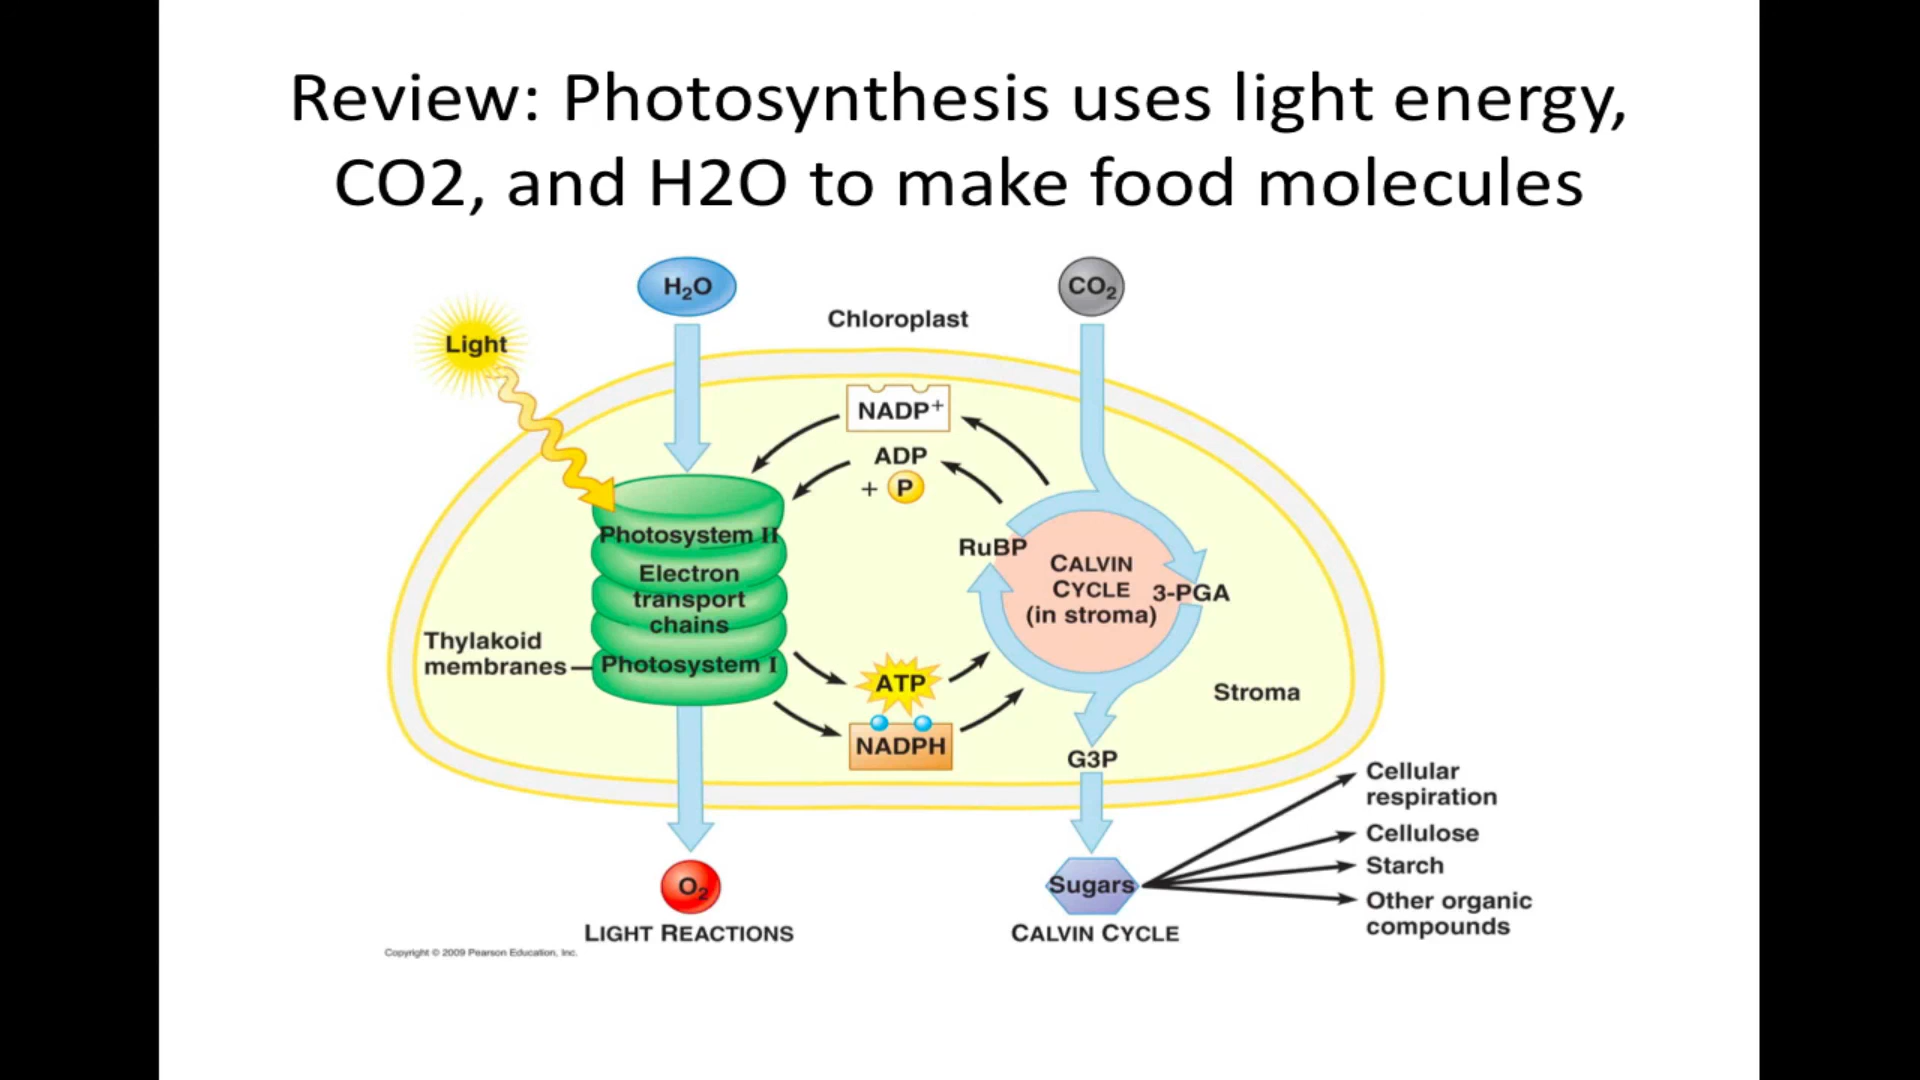 Review: Photosynthesis uses light energy,
CO2, and H2O to make food molecules
H₂O
CO₂
Chloroplast
Light
NADP⁺
ADP
+ P
Photosystem II
RuBP
CALVIN
CYCLE
(in stroma)
3-PGA
Electron
transport
chains
Thylakoid
membranes
Photosystem I
ATP
NADPH
Stroma
G3P
Cellular
respiration
Cellulose
Starch
Other organic
compounds
O₂
Sugars
LIGHT REACTIONS
CALVIN CYCLE
Copyright © 2009 Pearson Education, Inc.